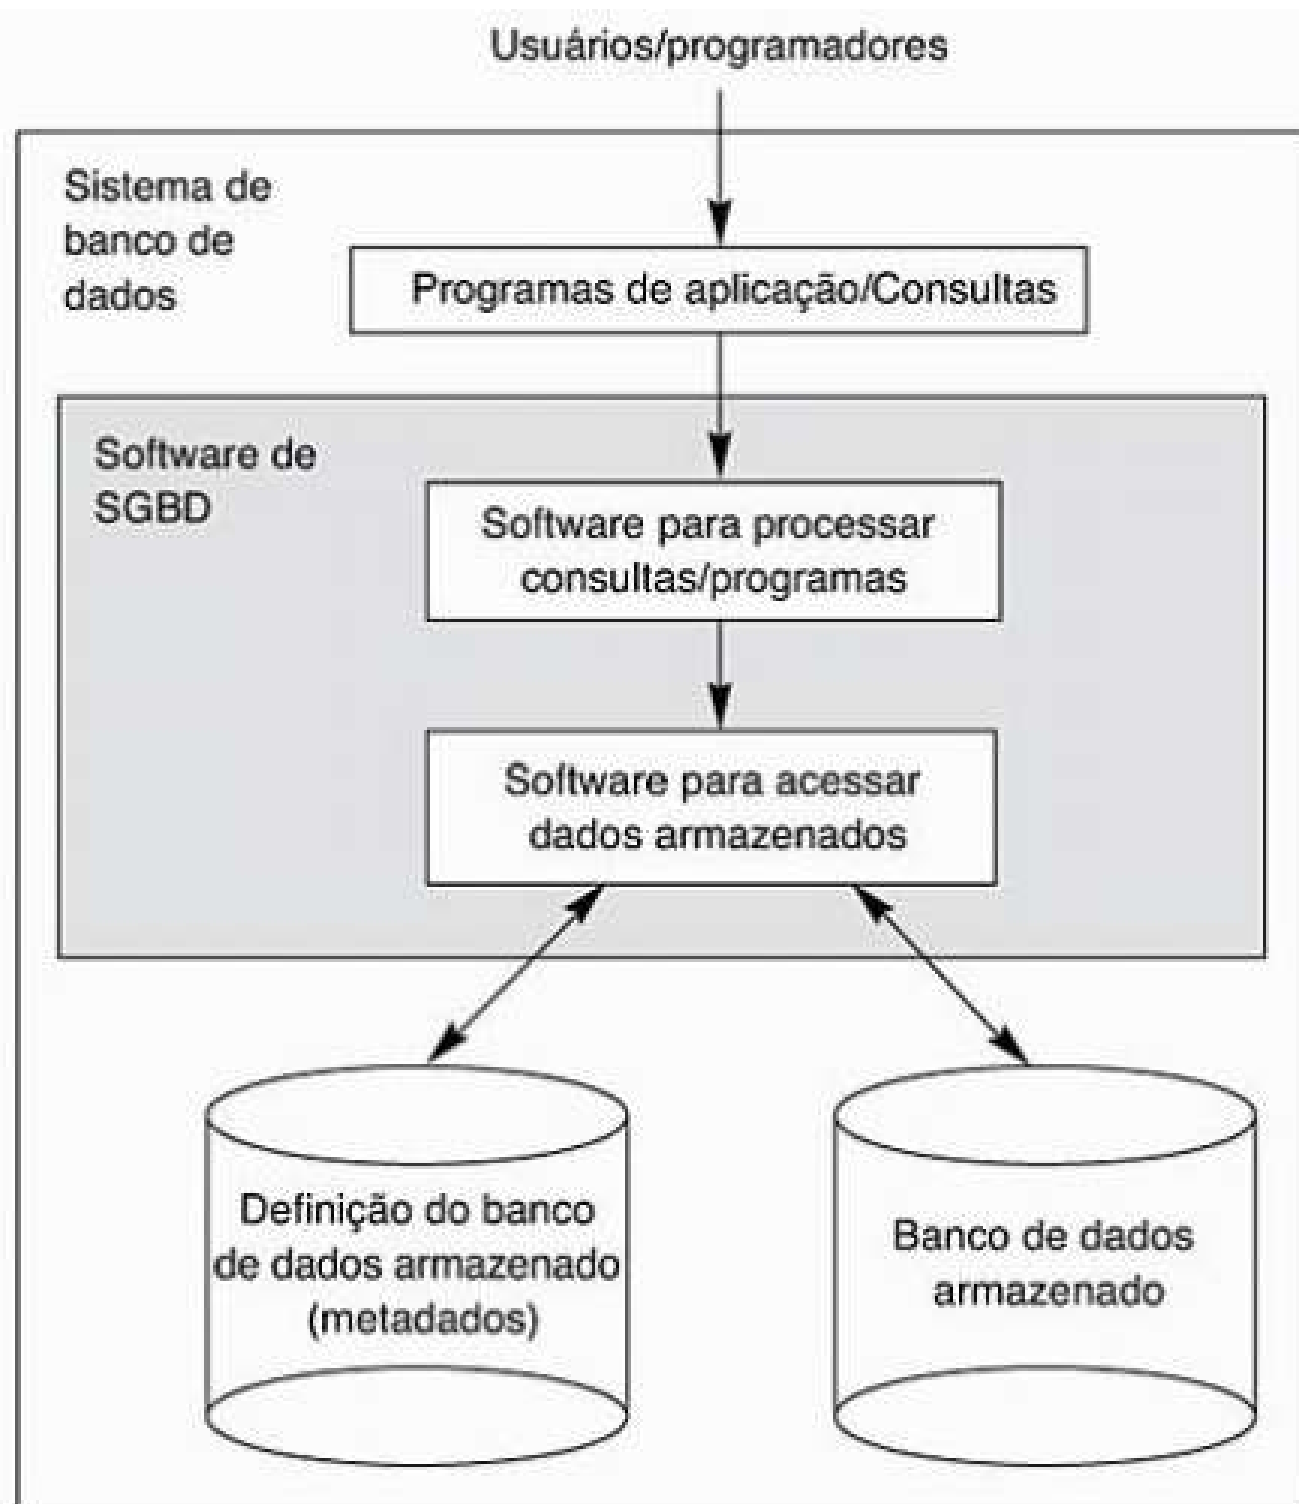 Usuários/programadores
Sistema de
banco de
dados
Programas de aplicação/Consultas
Software de
SGBD
Software para processar
consultas/programas
Software para acessar
dados armazenados
Definição do banco
de dados armazenado
(metadados)
Banco de dados
armazenado